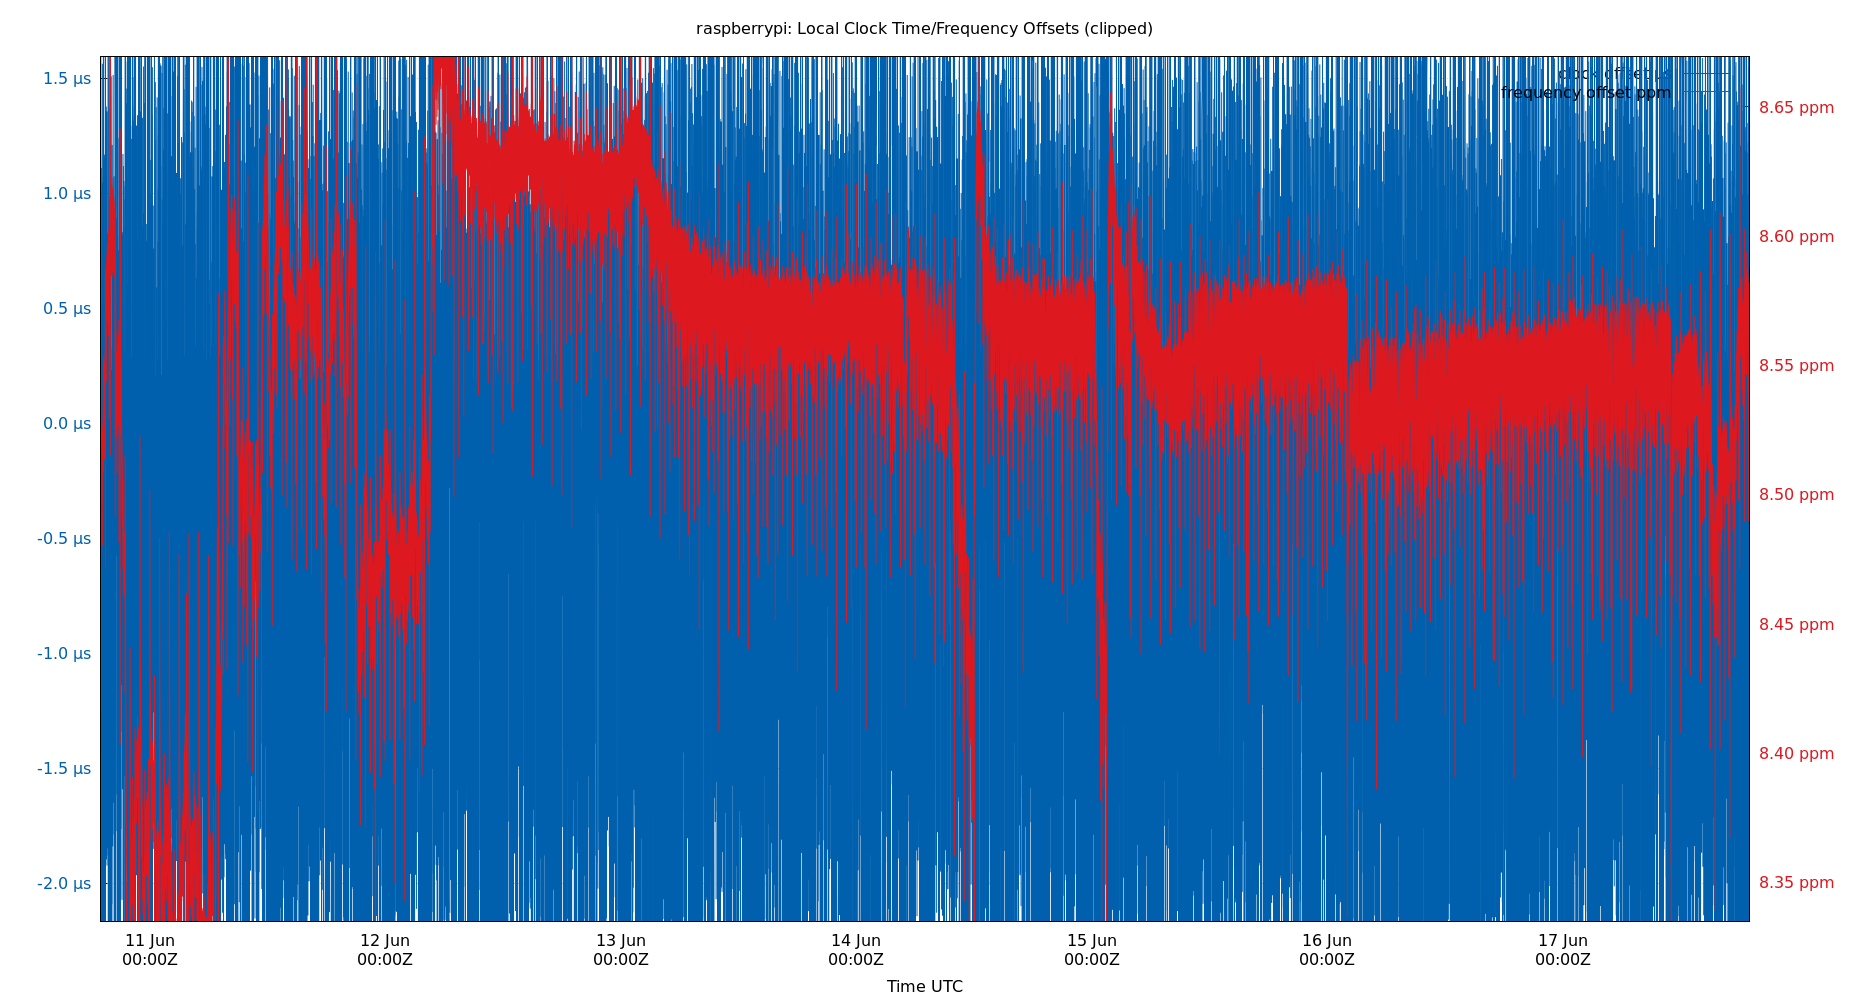 raspberrypi: Local Clock Time/Frequency Offsets (clipped)
clock offset µs
frequency offset ppm
1.5 µs
1.0 µs
0.5 µs
0.0 µs
-0.5 µs
-1.0 µs
-1.5 µs
-2.0 µs
8.65 ppm
8.60 ppm
8.55 ppm
8.50 ppm
8.45 ppm
8.40 ppm
8.35 ppm
11 Jun
00:00Z
12 Jun
00:00Z
13 Jun
00:00Z
14 Jun
00:00Z
15 Jun
00:00Z
16 Jun
00:00Z
17 Jun
00:00Z
Time UTC